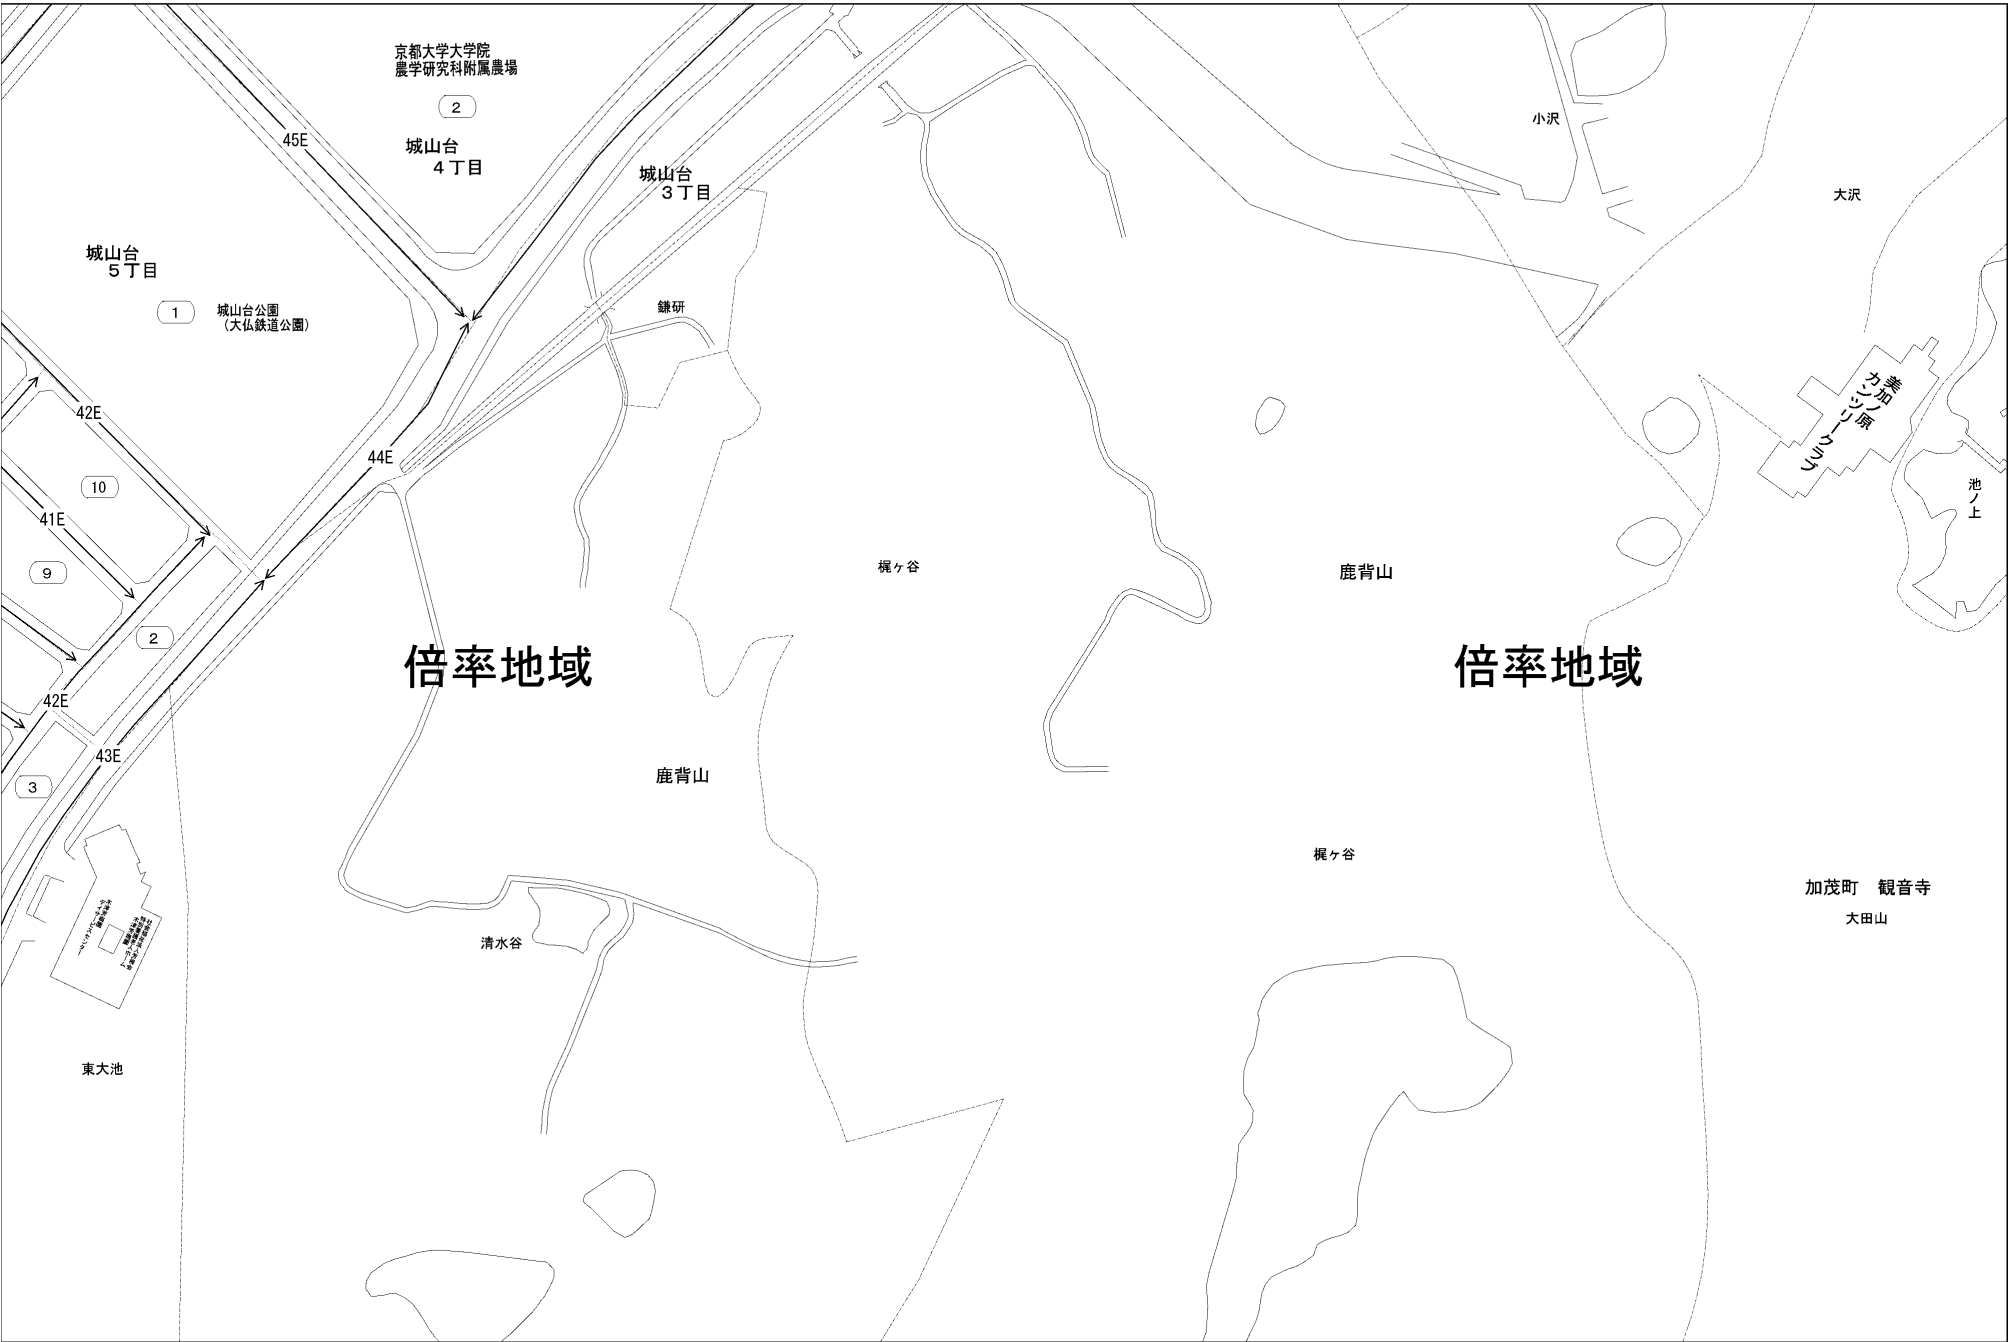 京都大学大学院
農学研究科附属農場
2
城山台
4丁目
45E
城山台
3丁目
小沢
大沢
城山台
5丁目
1
城山台公園
（大仏鉄道公園）
鎌研
42E
44E
美加ノ原
カンツリークラブ
10
池ノ上
41E
9
梶ヶ谷
鹿背山
2
倍率地域
倍率地域
42E
43E
鹿背山
3
梶ヶ谷
加茂町　観音寺
大田山
清水谷
東大池